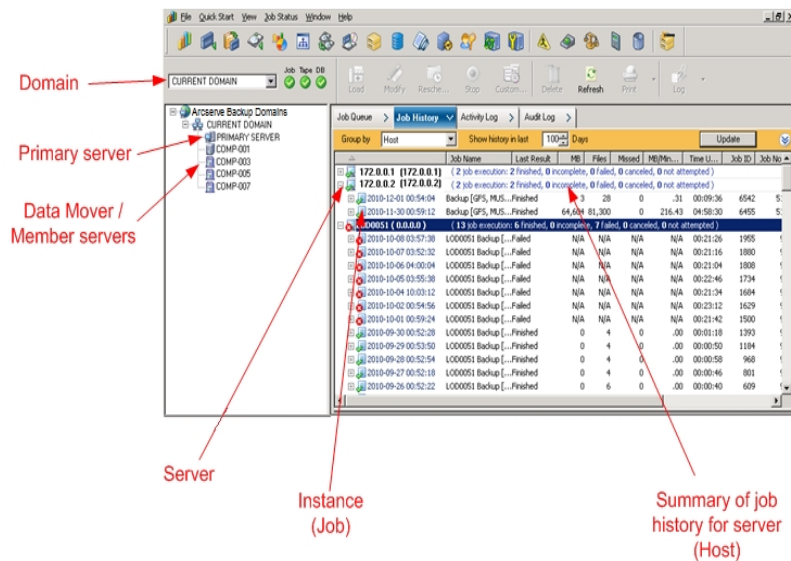 File Quick Start View Job Status Window Help
Domain
CURRENT DOMAIN
Job Tape DB
Load Modify Resche... Stop Custom... Delete Refresh Print Log
Arcserve Backup Domains
CURRENT DOMAIN
PRIMARY SERVER
COMP-001
COMP-003
COMP-005
COMP-007
Primary server
Data Mover /
Member servers
Job Queue Job History Activity Log Audit Log
Group by Host Show history in last 100 Days Update
Job Name Last Result MB Files Missed MB/Min... Time U... Job ID Job No
172.0.0.1 (172.0.0.1) ( 2 job execution: 2 finished, 0 incomplete, 0 failed, 0 canceled, 0 not attempted )
172.0.0.2 (172.0.0.2) ( 2 job execution: 2 finished, 0 incomplete, 0 failed, 0 canceled, 0 not attempted )
2010-12-01 00:54:04 Backup [GFS, MUS... Finished 3 28 0 .31 00:09:36 6542
2010-11-30 00:59:12 Backup [GFS, MUS... Finished 64,684 81,300 0 216.43 04:58:30 6455
LOD0051 ( 0.0.0.0 ) ( 13 job execution: 6 finished, 0 incomplete, 7 failed, 0 canceled, 0 not attempted )
2010-10-08 03:57:38 LOD0051 Backup [...Failed N/A N/A N/A N/A 00:21:26 1955
2010-10-07 03:52:32 LOD0051 Backup [...Failed N/A N/A N/A N/A 00:21:16 1880
2010-10-06 04:00:04 LOD0051 Backup [...Failed N/A N/A N/A N/A 00:21:04 1808
2010-10-05 03:55:38 LOD0051 Backup [...Failed N/A N/A N/A N/A 00:22:46 1734
2010-10-04 10:03:12 LOD0051 Backup [...Failed N/A N/A N/A N/A 00:21:34 1684
2010-10-02 00:54:56 LOD0051 Backup [...Failed N/A N/A N/A N/A 00:23:12 1629
2010-10-01 00:59:24 LOD0051 Backup [...Failed N/A N/A N/A N/A 00:21:42 1500
2010-09-30 00:52:28 LOD0051 Backup [...Finished 0 4 0 .00 00:01:18 1393
2010-09-29 00:53:50 LOD0051 Backup [...Finished 0 4 0 .00 00:00:50 1184
2010-09-28 00:52:54 LOD0051 Backup [...Finished 0 4 0 .00 00:00:58 968
2010-09-27 00:52:18 LOD0051 Backup [...Finished 0 4 0 .00 00:00:46 801
2010-09-26 00:52:22 LOD0051 Backup [...Finished 0 6 0 .00 00:00:40 609
Server
Instance
(Job)
Summary of job
history for server
(Host)